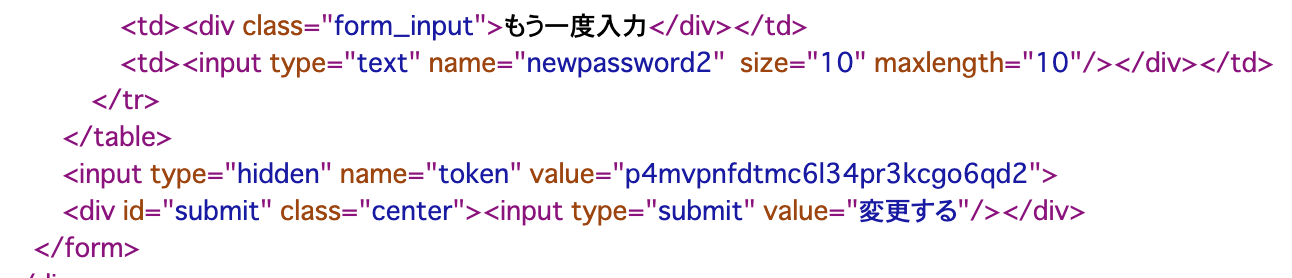 <td><div class="form_input">もう一度入力</div></td>
<td><input type="text" name="newpassword2"  size="10" maxlength="10"/></div></td>
</tr>
</table>
<input type="hidden" name="token" value="p4mvpnfdtmc6l34pr3kcgo6qd2">
<div id="submit" class="center"><input type="submit" value="変更する"/></div>
</form>